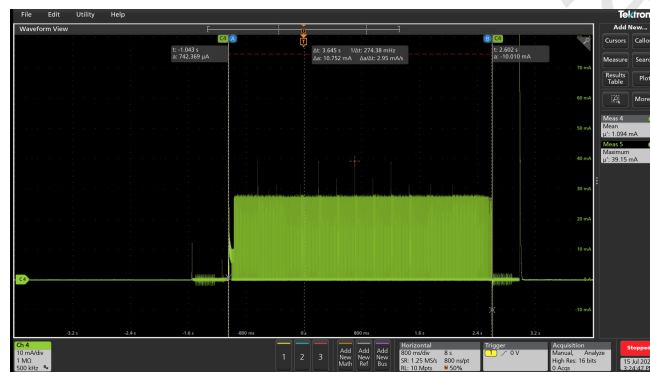 File Edit Utility Help
Tektron
Waveform View
Add New...
C4 A
B C4
t: -1.043 s
a: 742.369 µA
Δt: 3.645 s 1/Δt: 274.38 mHz
Δa: 10.752 mA Δa/Δt: 2.95 mA/s
t: 2.602 s
a: -10.010 mA
Cursors Callou
Measure Searc
Results Table Plot
More
70 mA
60 mA
50 mA
40 mA
30 mA
20 mA
10 mA
0 A
-10 mA
C4
Meas 4
Mean
µ': 1.094 mA
Meas 5
Maximum
µ': 39.15 mA
-3.2 s -2.4 s -1.6 s -800 ms 0 s 800 ms 1.6 s 2.4 s 3.2 s
Ch 4
10 mA/div
1 MΩ
500 kHz
1 2 3
Add New Math
Add New Ref
Add New Bus
Horizontal
800 ms/div 8 s
SR: 1.25 MS/s 800 ns/pt
RL: 10 Mpts 50%
Trigger
1 0 V
Acquisition
Manual, Analyze
High Res: 16 bits
0 Acqs
Stopped
15 Jul 202
3:24:47 P